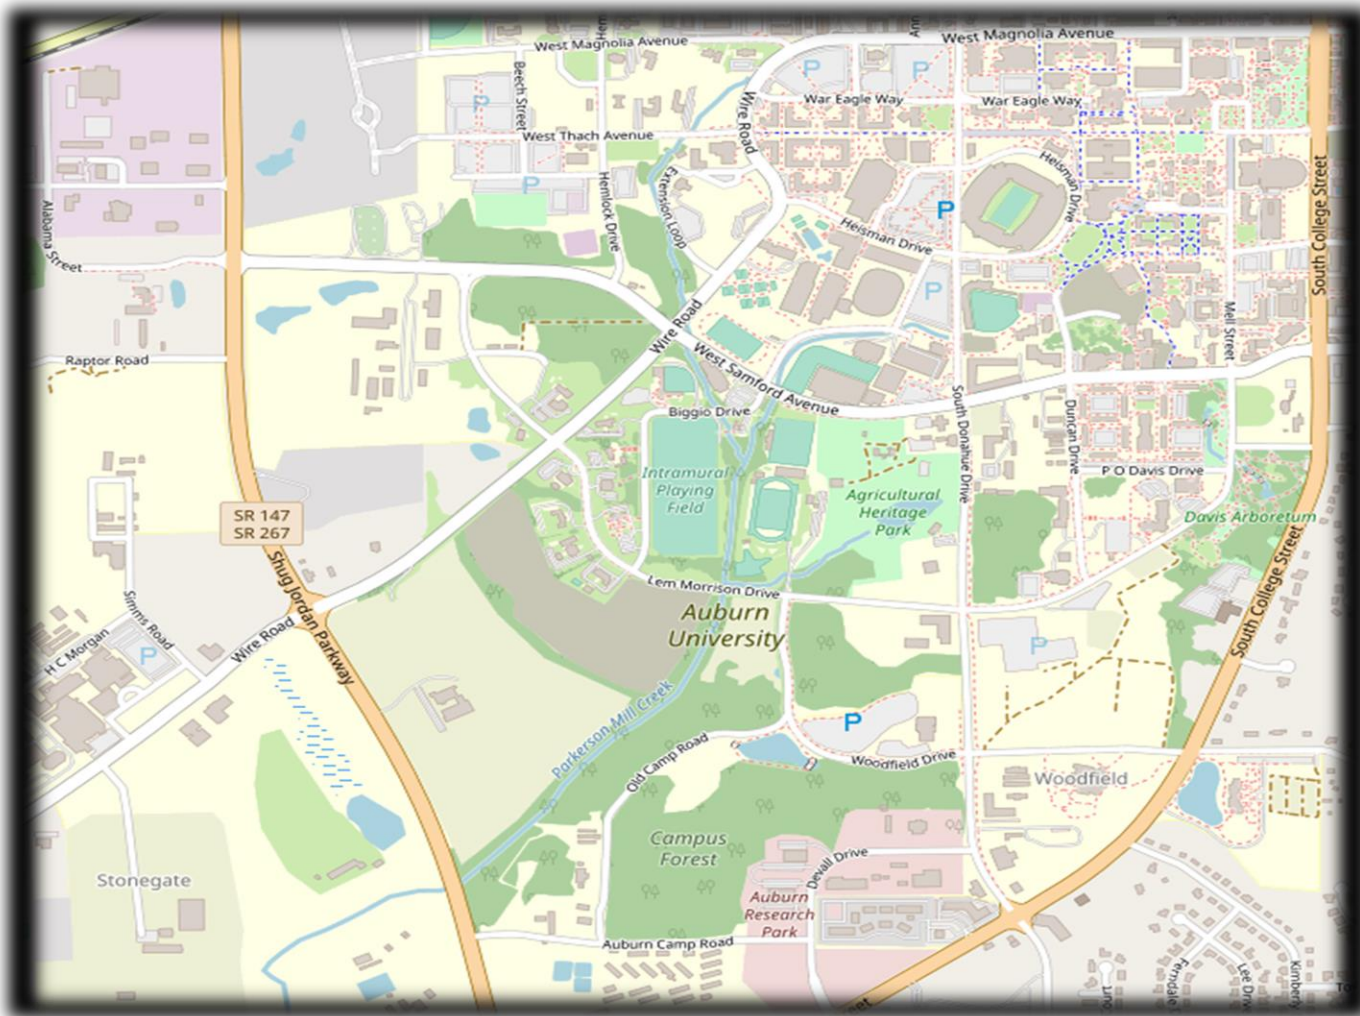 West Magnolia Avenue
West Magnolia Avenue
Beech Street
P
P
P
War Eagle Way
War Eagle Way
Wire Road
West Thach Avenue
P
Hemlock Drive
Extension Loop
Heisman Drive
P
Heisman Drive
South College Street
Alabama
Street
P
Mell Street
Raptor Road
Wire Road
West Samford Avenue
Biggio Drive
South Donahue Drive
Duncan Drive
P O Davis Drive
Intramural
Playing
Field
Agricultural
Heritage
Park
Davis Arboretum
SR 147
SR 267
Shug Jordan Parkway
Lem Morrison Drive
Auburn
University
South College Street
Simms Road
H C Morgan
P
Wire Road
P
Parkerson Mill Creek
Old Camp Road
P
Woodfield Drive
Woodfield
Campus
Forest
Devall Drive
Stonegate
Auburn
Research
Park
Auburn Camp Road
Ferndale
Lee Driv
Kimberly